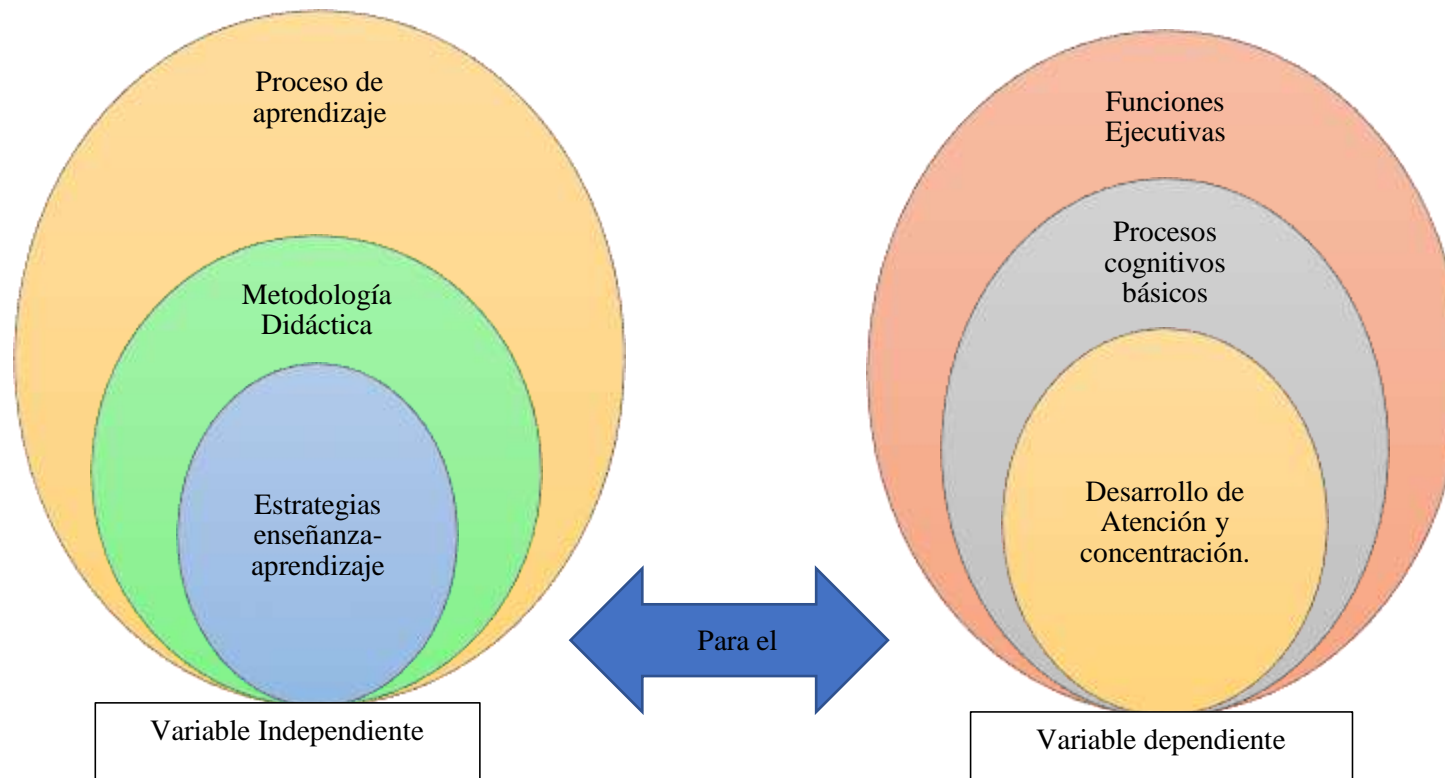 Proceso de
aprendizaje
Metodología
Didáctica
Estrategias
enseñanza-
aprendizaje
Variable Independiente
Para el
Funciones
Ejecutivas
Procesos
cognitivos
básicos
Desarrollo de
Atención y
concentración.
Variable dependiente